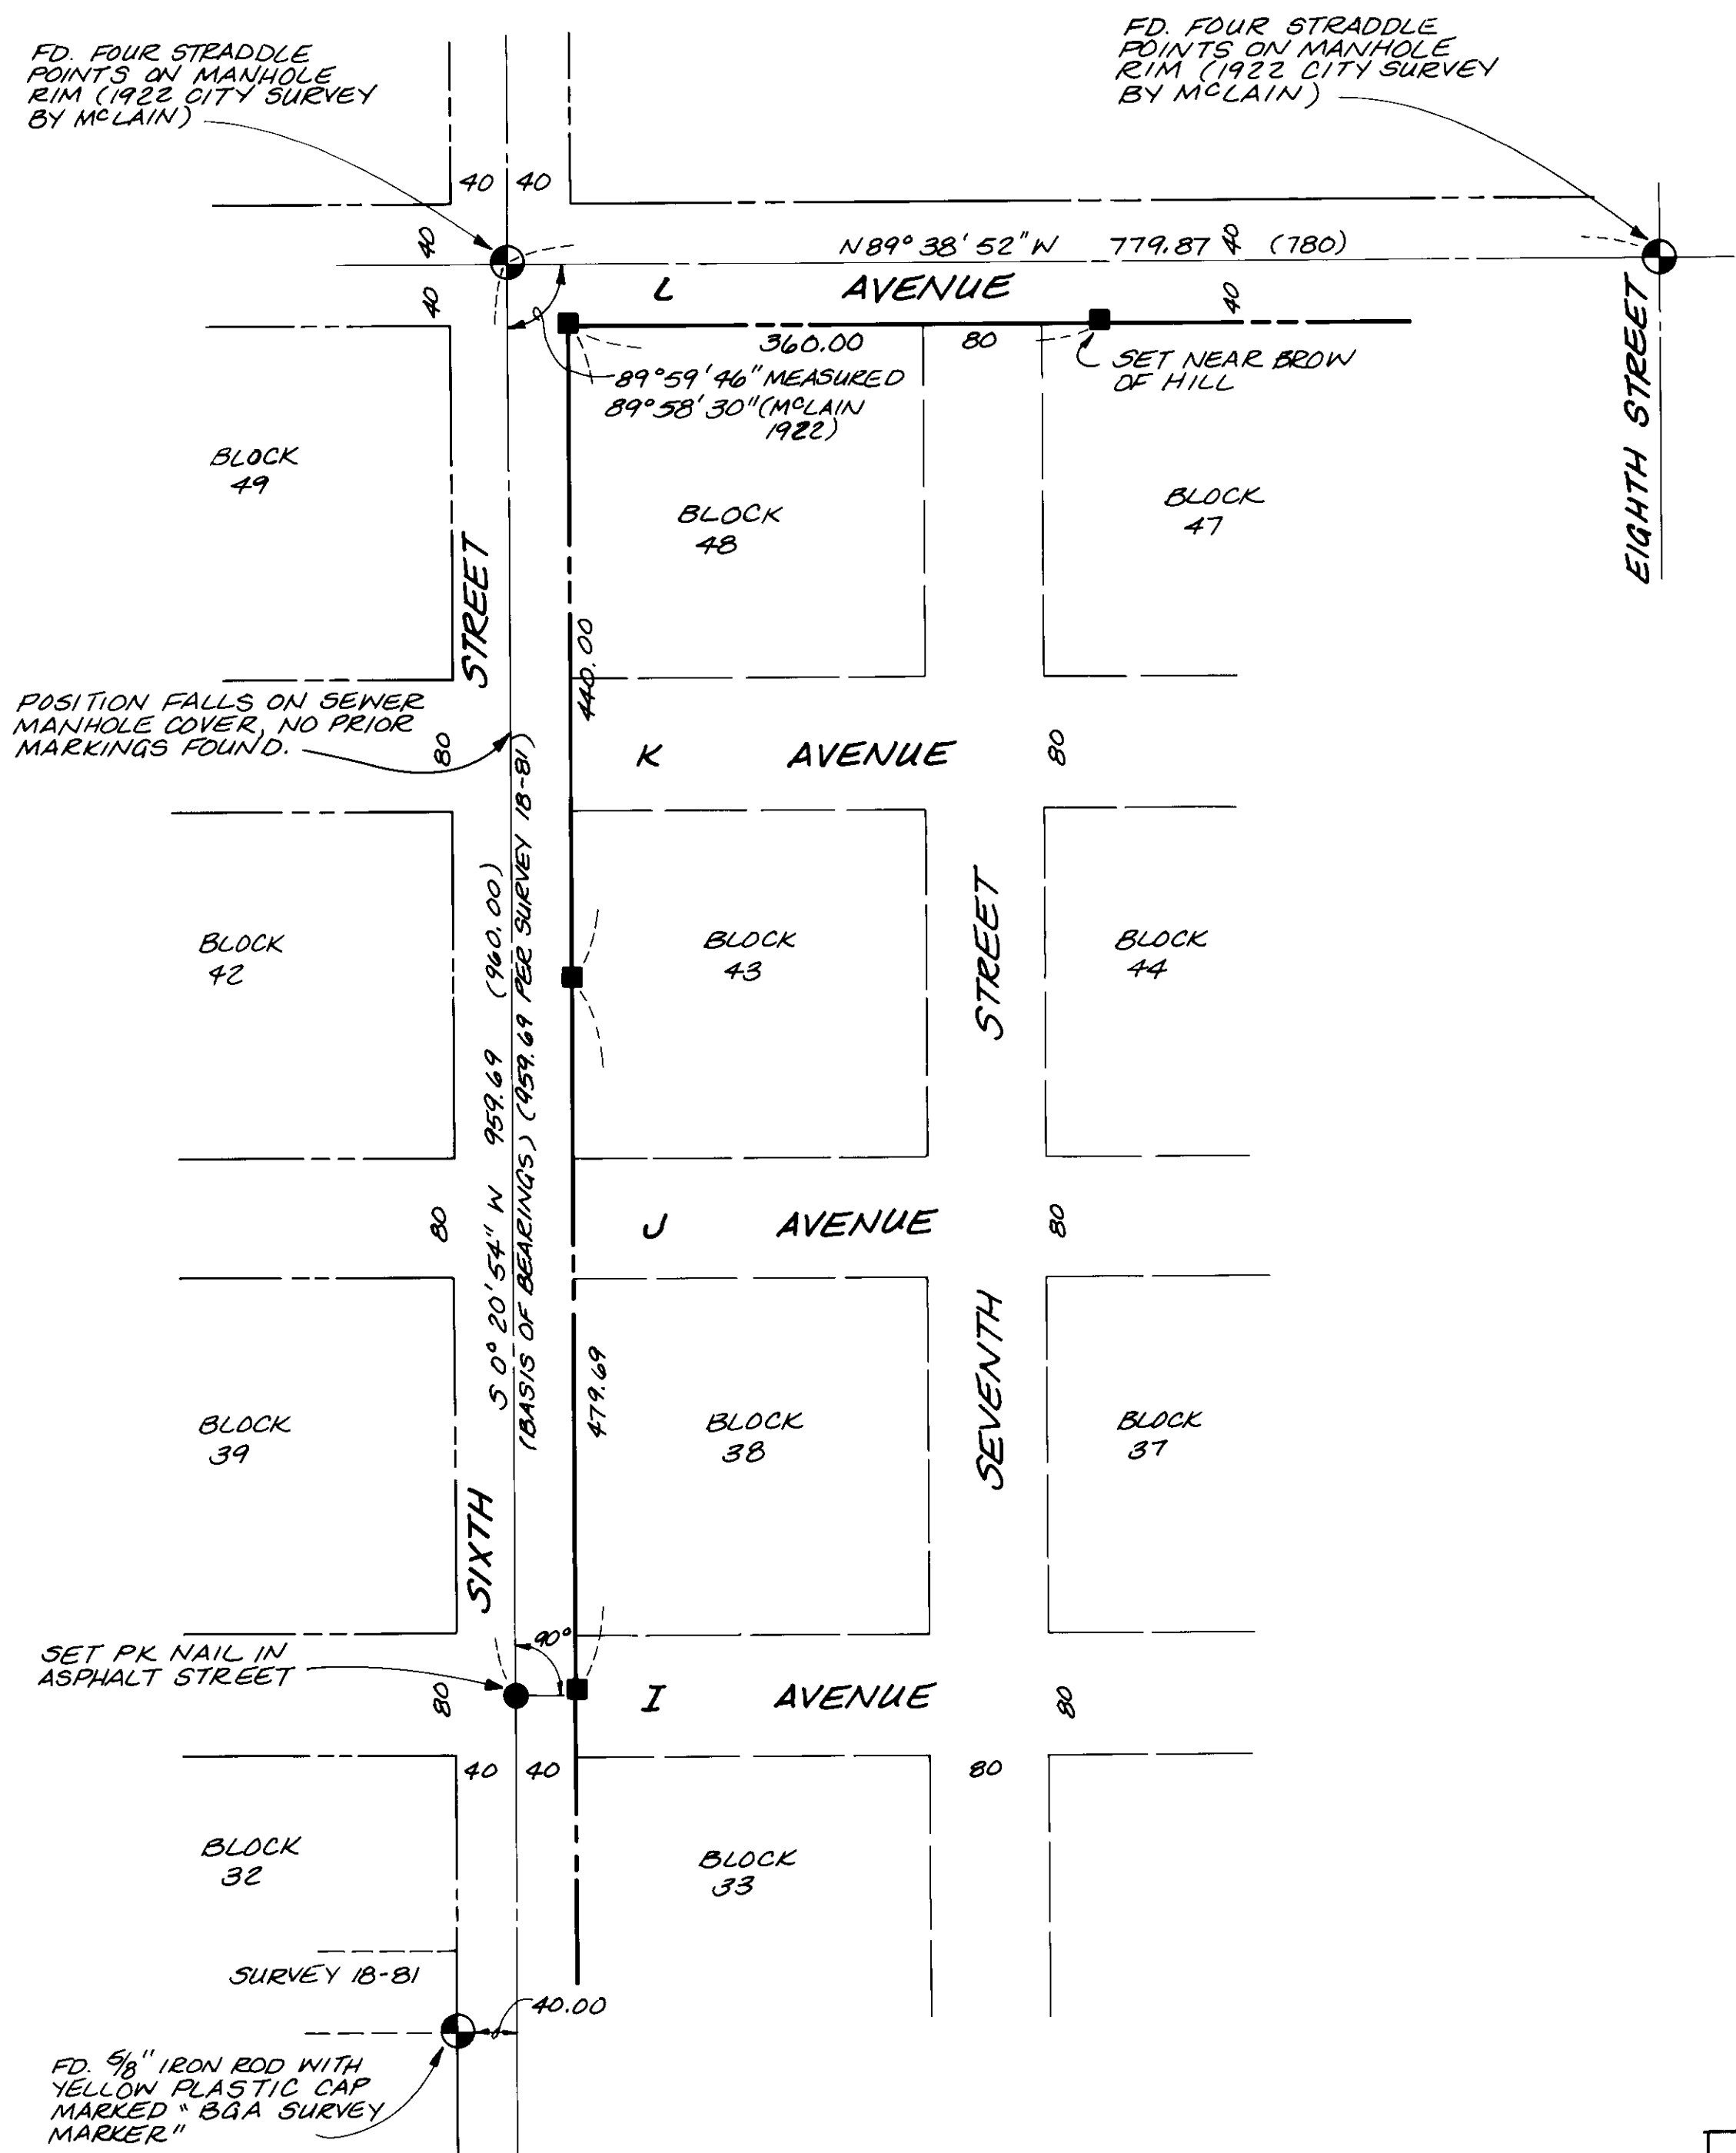 FD. FOUR STRADDLE
POINTS ON MANHOLE
RIM (1922 CITY SURVEY
BY McLAIN)
FD. FOUR STRADDLE
POINTS ON MANHOLE
RIM (1922 CITY SURVEY
BY McLAIN)
40 40
40
40
N89°38'52"W 779.87 (780)
40
40
L AVENUE
360.00
80
SET NEAR BROW
OF HILL
89°59'46" MEASURED
89°58'30" (McLAIN
1922)
EIGHTH STREET
BLOCK
49
BLOCK
48
BLOCK
47
STREET
440.00
POSITION FALLS ON SEWER
MANHOLE COVER, NO PRIOR
MARKINGS FOUND.
80
K AVENUE
80
S 0°20'54" W 959.69 (960.00)
(BASIS OF BEARINGS) (959.69 PER SURVEY 18-81)
BLOCK
42
BLOCK
43
STREET
BLOCK
44
80
J AVENUE
80
479.69
BLOCK
39
BLOCK
38
SEVENTH
BLOCK
37
SIXTH
SET PK NAIL IN
ASPHALT STREET
90°
80
I AVENUE
80
40 40
80
BLOCK
32
BLOCK
33
SURVEY 18-81
40.00
FD. 5/8" IRON ROD WITH
YELLOW PLASTIC CAP
MARKED "BGA SURVEY
MARKER"